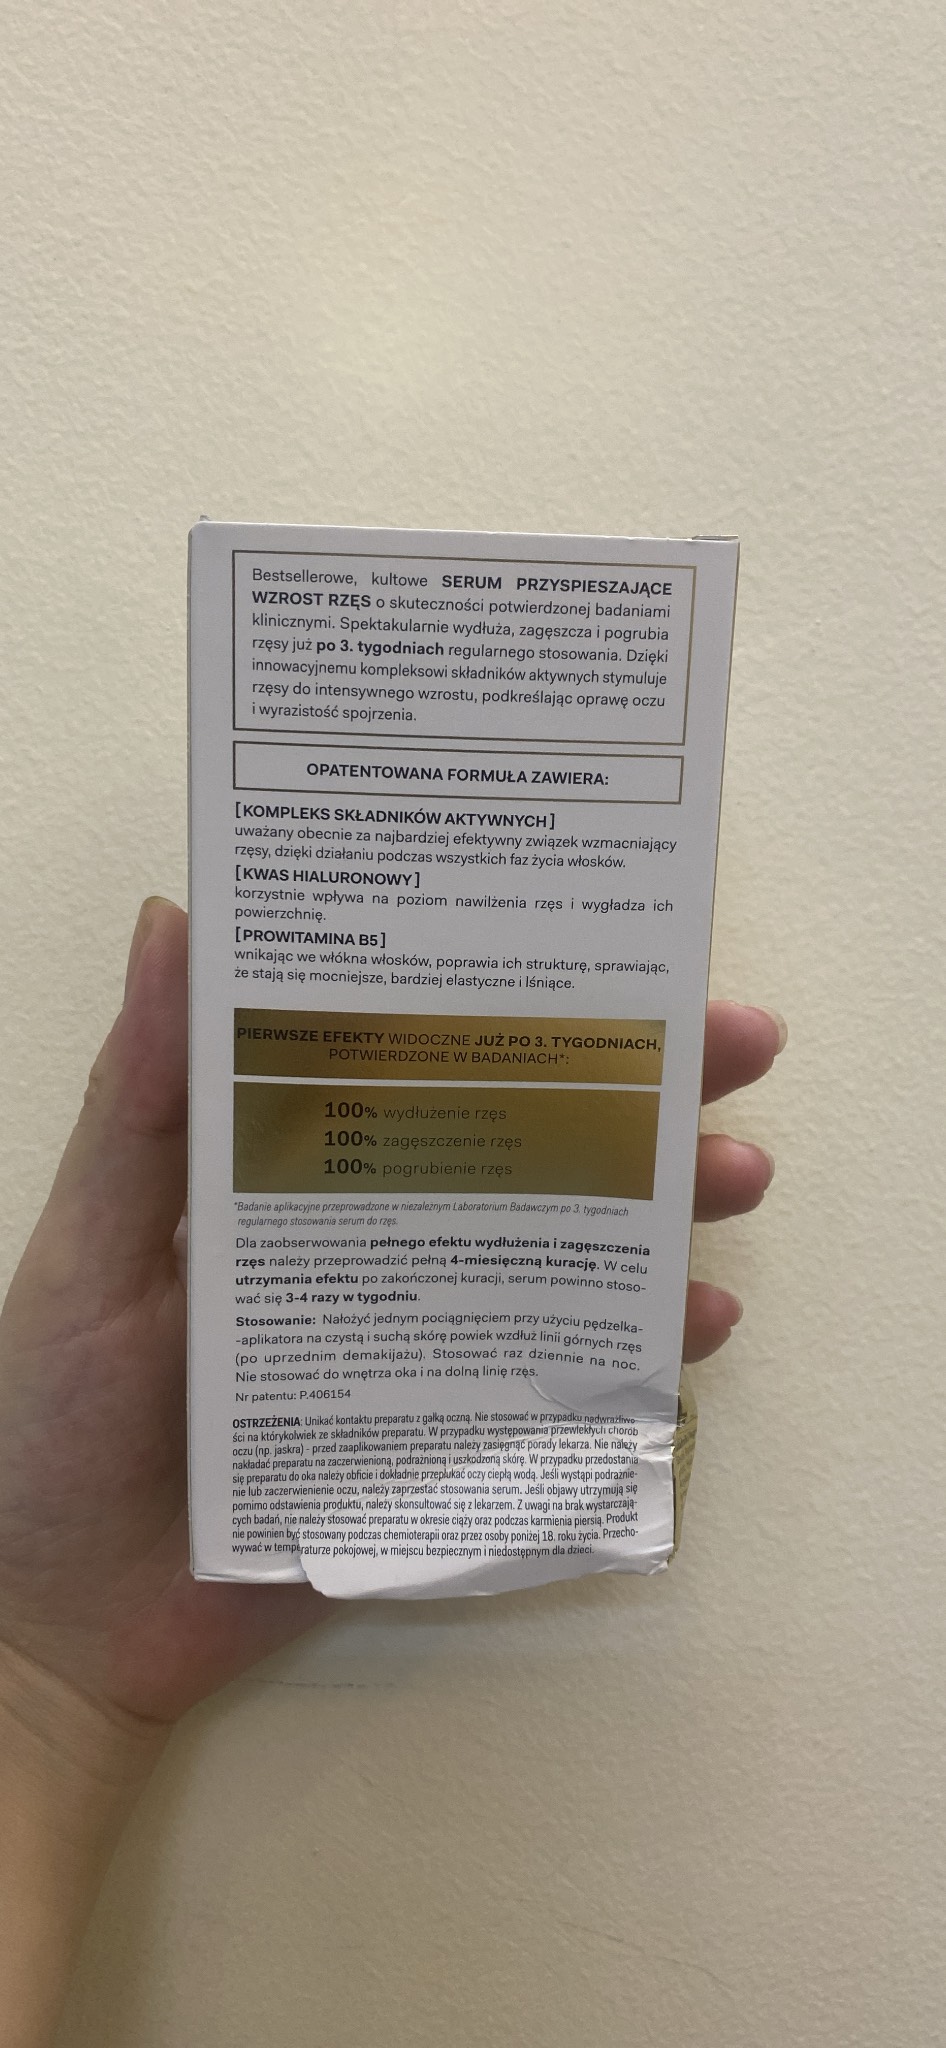 Bestsellerowe, kultowe SERUM PRZYSPIESZAJĄCE
WZROST RZĘS o skuteczności potwierdzonej badaniami
klinicznymi. Spektakularnie wydłuża, zagęszcza i pogrubia
rzęsy już po 3. tygodniach regularnego stosowania. Dzięki
innowacyjnemu kompleksowi składników aktywnych stymuluje
rzęsy do intensywnego wzrostu, podkreślając oprawę oczu
i wyrazistość spojrzenia.
OPATENTOWANA FORMUŁA ZAWIERA:
[KOMPLEKS SKŁADNIKÓW AKTYWNYCH]
uważany obecnie za najbardziej efektywny związek wzmacniający
rzęsy, dzięki działaniu podczas wszystkich faz życia włosków.
[KWAS HIALURONOWY]
korzystnie wpływa na poziom nawilżenia rzęs i wygładza ich
powierzchnię.
[PROWITAMINA B5]
wnikając we włókna włosków, poprawia ich strukturę, sprawiając,
że stają się mocniejsze, bardziej elastyczne i lśniące.
PIERWSZE EFEKTY WIDOCZNE JUŻ PO 3. TYGODNIACH,
POTWIERDZONE W BADANIACH*:
100% wydłużenie rzęs
100% zagęszczenie rzęs
100% pogrubienie rzęs
*Badanie aplikacyjne przeprowadzone w niezależnym Laboratorium Badawczym po 3. tygodniach
regularnego stosowania serum do rzęs.
Dla zaobserwowania pełnego efektu wydłużenia i zagęszczenia
rzęs należy przeprowadzić pełną 4-miesięczną kurację. W celu
utrzymania efektu po zakończonej kuracji, serum powinno stoso-
wać się 3-4 razy w tygodniu.
Stosowanie: Nałożyć jednym pociągnięciem przy użyciu pędzelka-
-aplikatora na czystą i suchą skórę powiek wzdłuż linii górnych rzęs
(po uprzednim demakijażu). Stosować raz dziennie na noc.
Nie stosować do wnętrza oka i na dolną linię rzęs.
Nr patentu: P.406154
OSTRZEŻENIA: Unikać kontaktu preparatu z gałką oczną. Nie stosować w przypadku nadwrażliwo-
ści na którykolwiek ze składników preparatu. W przypadku występowania przewlekłych chorób
oczu (np. jaskra) - przed zaaplikowaniem preparatu należy zasięgnąć porady lekarza. Nie należy
nakładać preparatu na zaczerwienioną, podrażnioną i uszkodzoną skórę. W przypadku przedostania
się preparatu do oka należy obficie i dokładnie przepłukać oczy ciepłą wodą. Jeśli wystąpi podrażnie-
nie lub zaczerwienienie oczu, należy zaprzestać stosowania serum. Jeśli objawy utrzymują się
pomimo odstawienia produktu, należy skonsultować się z lekarzem. Z uwagi na brak wystarczają-
cych badań, nie należy stosować preparatu w okresie ciąży oraz podczas karmienia piersią. Produkt
nie powinien być stosowany podczas chemioterapii oraz przez osoby poniżej 18. roku życia. Przecho-
wywać w temperaturze pokojowej, w miejscu bezpiecznym i niedostępnym dla dzieci.